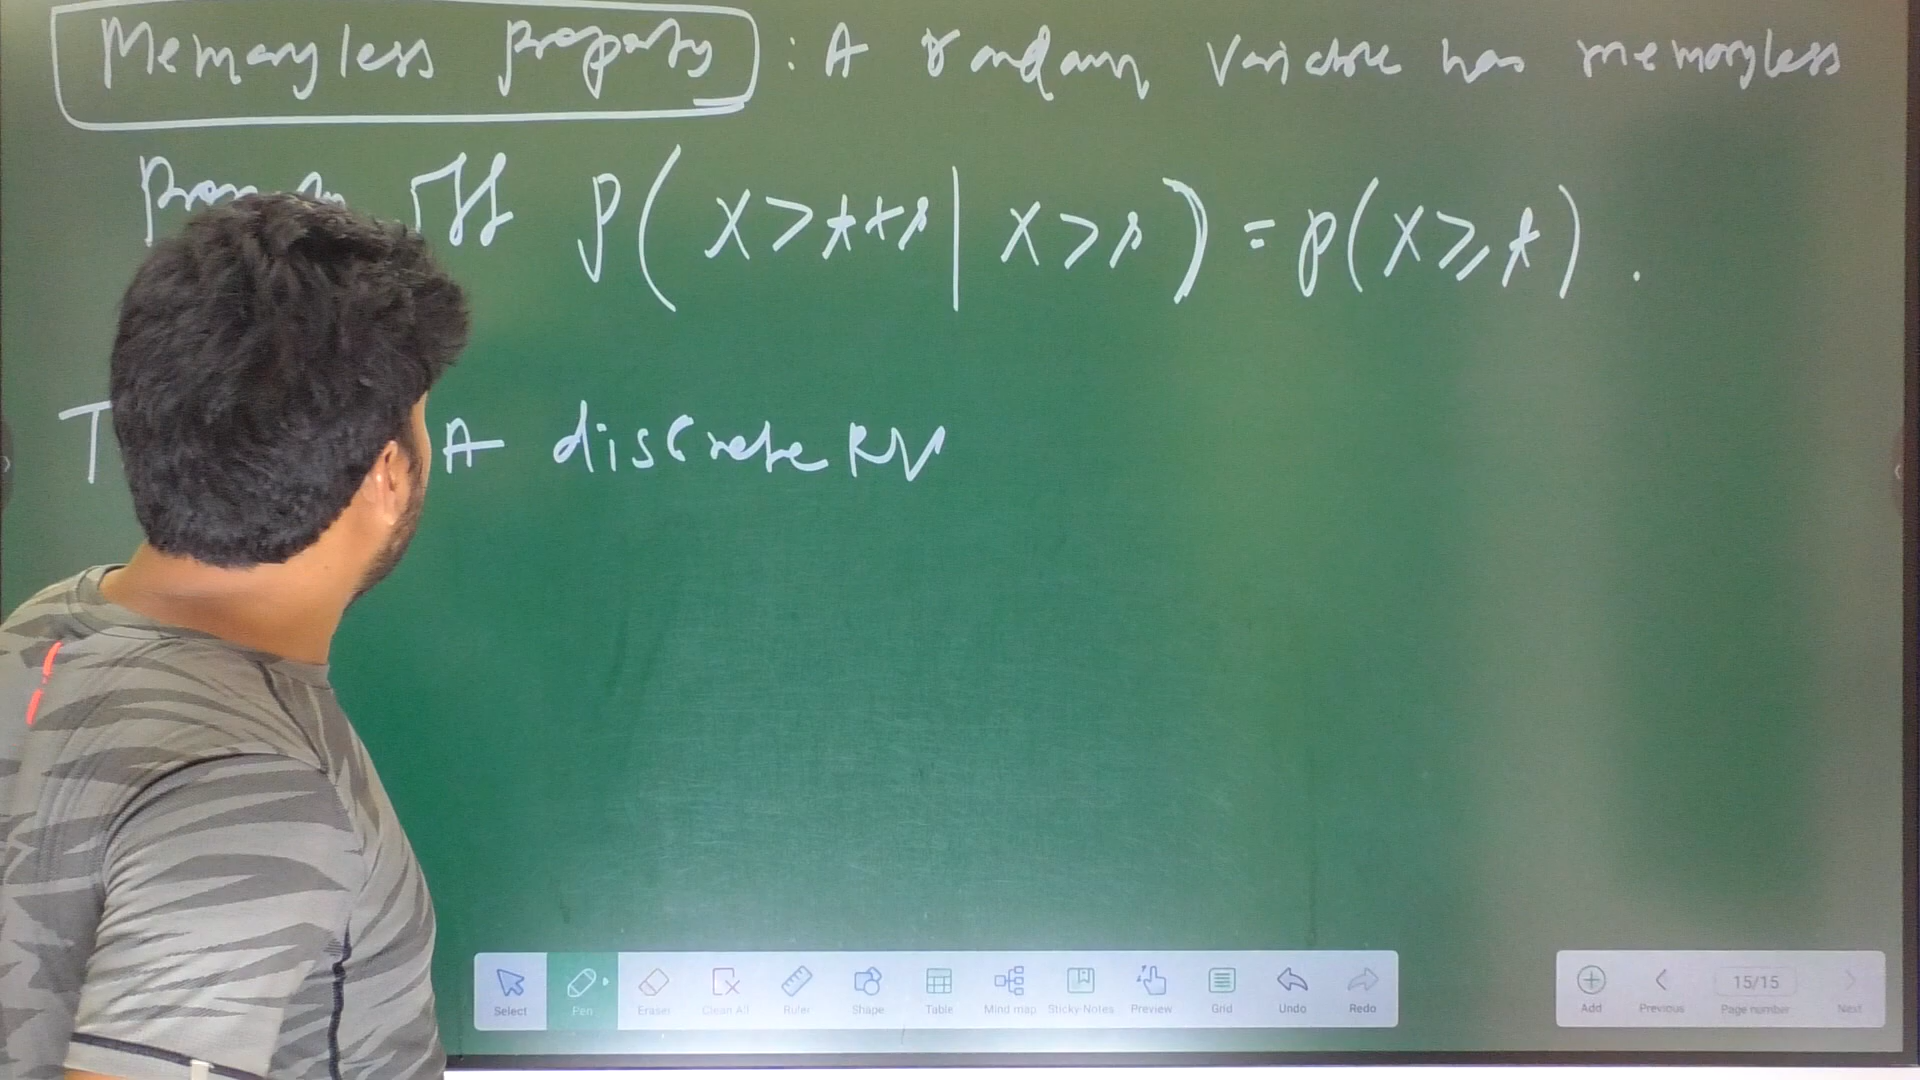 Memoryless property : A random variable has memoryless
iff P( X > t+s | X > s ) = P( X ≥ t ) .
T A discrete RV
Select Pen Eraser Clean All Ruler Shape Table Mind map Sticky-Notes Preview Grid Undo Redo
Add Previous 15/15 Page number Next